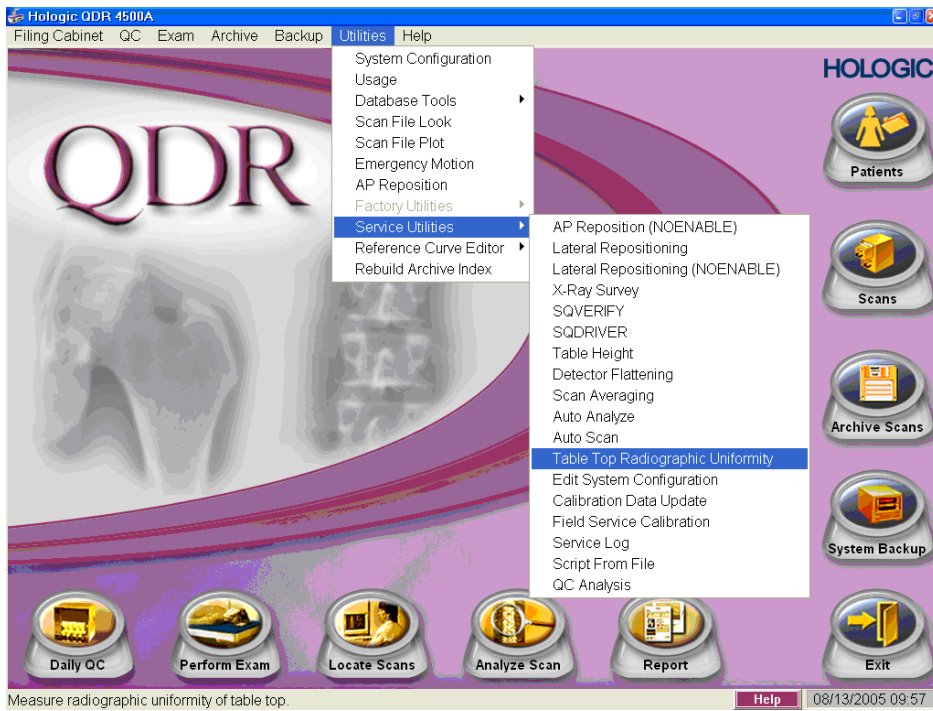 Hologic QDR 4500A
Filing Cabinet QC Exam Archive Backup Utilities Help
System Configuration
Usage
Database Tools
Scan File Look
Scan File Plot
Emergency Motion
AP Reposition
Factory Utilities
Service Utilities
Reference Curve Editor
Rebuild Archive Index
AP Reposition (NOENABLE)
Lateral Repositioning
Lateral Repositioning (NOENABLE)
X-Ray Survey
SQVERIFY
SQDRIVER
Table Height
Detector Flattening
Scan Averaging
Auto Analyze
Auto Scan
Table Top Radiographic Uniformity
Edit System Configuration
Calibration Data Update
Field Service Calibration
Service Log
Script From File
QC Analysis
QDR
HOLOGIC
Patients
Scans
Archive Scans
System Backup
Daily QC
Perform Exam
Locate Scans
Analyze Scan
Report
Exit
Measure radiographic uniformity of table top.
Help
08/13/2005 09:57